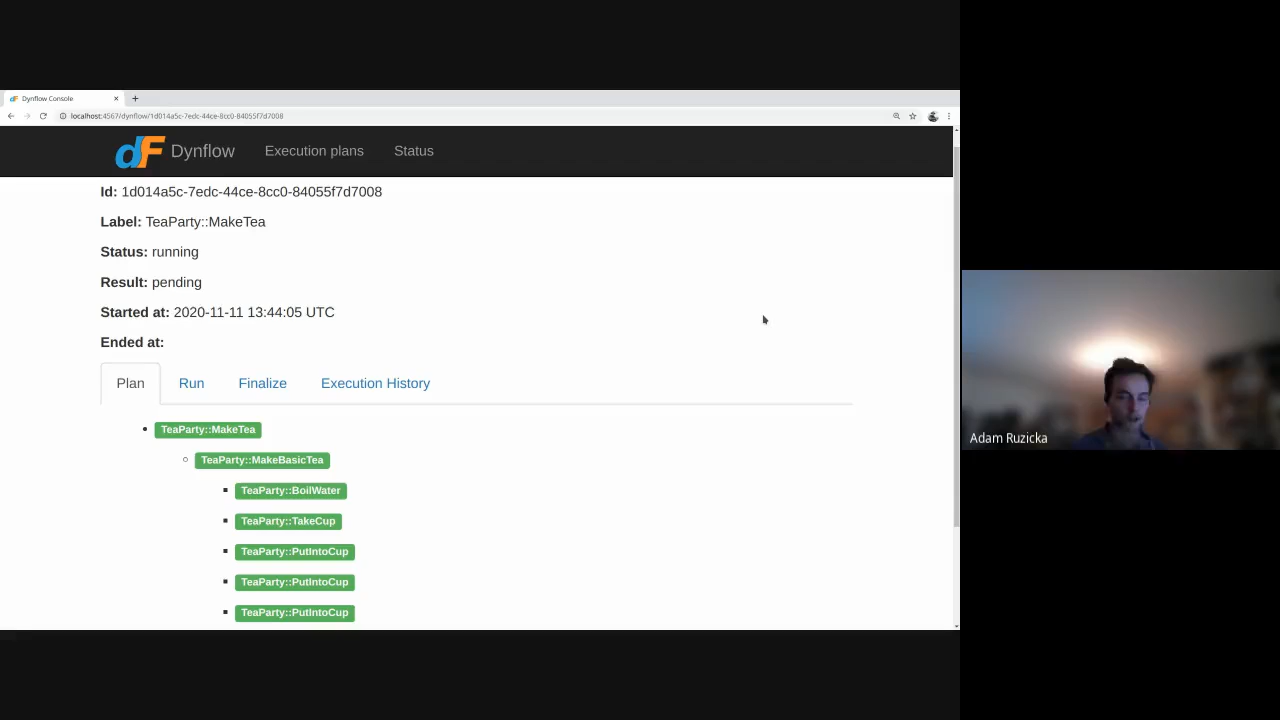 Dynflow Console
localhost:4567/dynflow/1d014a5c-7edc-44ce-8cc0-84055f7d7008
dF Dynflow Execution plans Status
Id: 1d014a5c-7edc-44ce-8cc0-84055f7d7008
Label: TeaParty::MakeTea
Status: running
Result: pending
Started at: 2020-11-11 13:44:05 UTC
Ended at:
Plan Run Finalize Execution History
TeaParty::MakeTea
TeaParty::MakeBasicTea
TeaParty::BoilWater
TeaParty::TakeCup
TeaParty::PutIntoCup
TeaParty::PutIntoCup
TeaParty::PutIntoCup
Adam Ruzicka